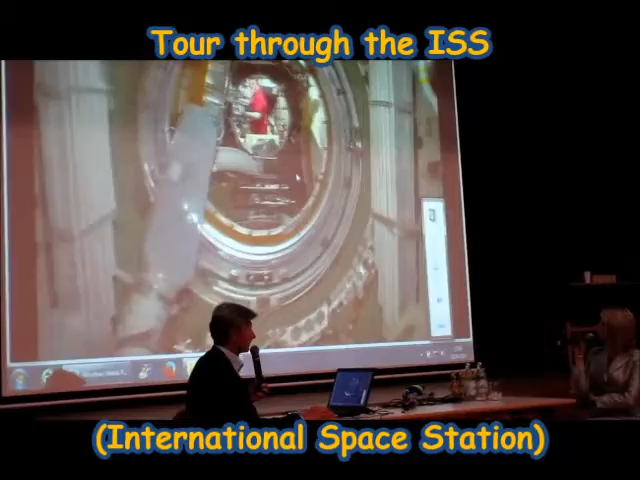 Tour through the ISS
(International Space Station)